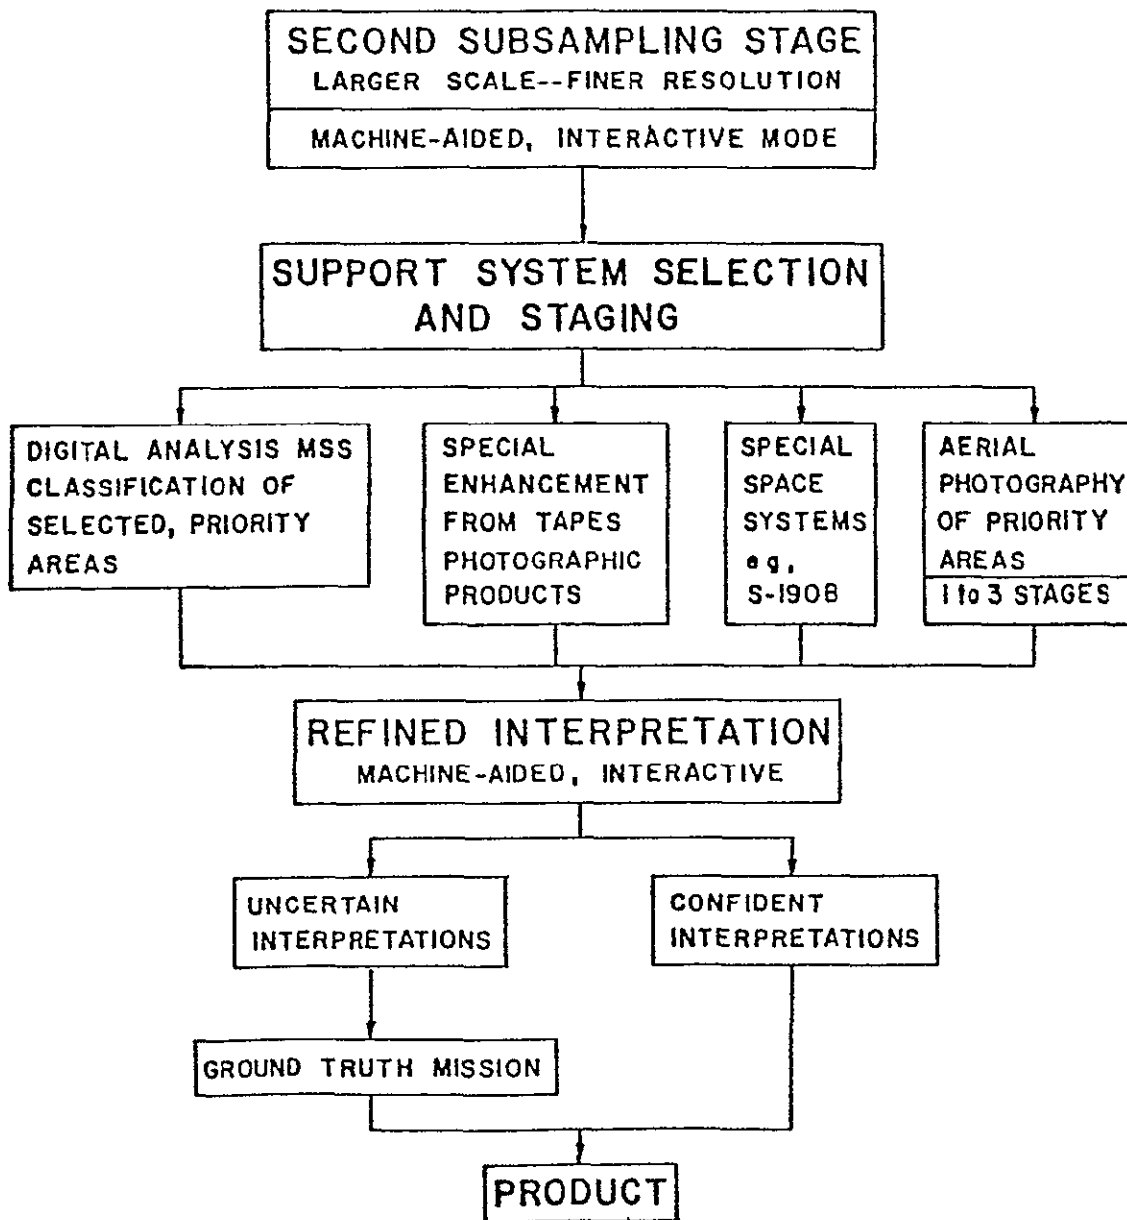 SECOND SUBSAMPLING STAGE
LARGER SCALE--FINER RESOLUTION
MACHINE-AIDED, INTERACTIVE MODE
SUPPORT SYSTEM SELECTION
AND STAGING
DIGITAL ANALYSIS MSS
CLASSIFICATION OF
SELECTED, PRIORITY
AREAS
SPECIAL
ENHANCEMENT
FROM TAPES
PHOTOGRAPHIC
PRODUCTS
SPECIAL
SPACE
SYSTEMS
eg,
S-190B
AERIAL
PHOTOGRAPHY
OF PRIORITY
AREAS
1 to 3 STAGES
REFINED INTERPRETATION
MACHINE-AIDED, INTERACTIVE
UNCERTAIN
INTERPRETATIONS
CONFIDENT
INTERPRETATIONS
GROUND TRUTH MISSION
PRODUCT